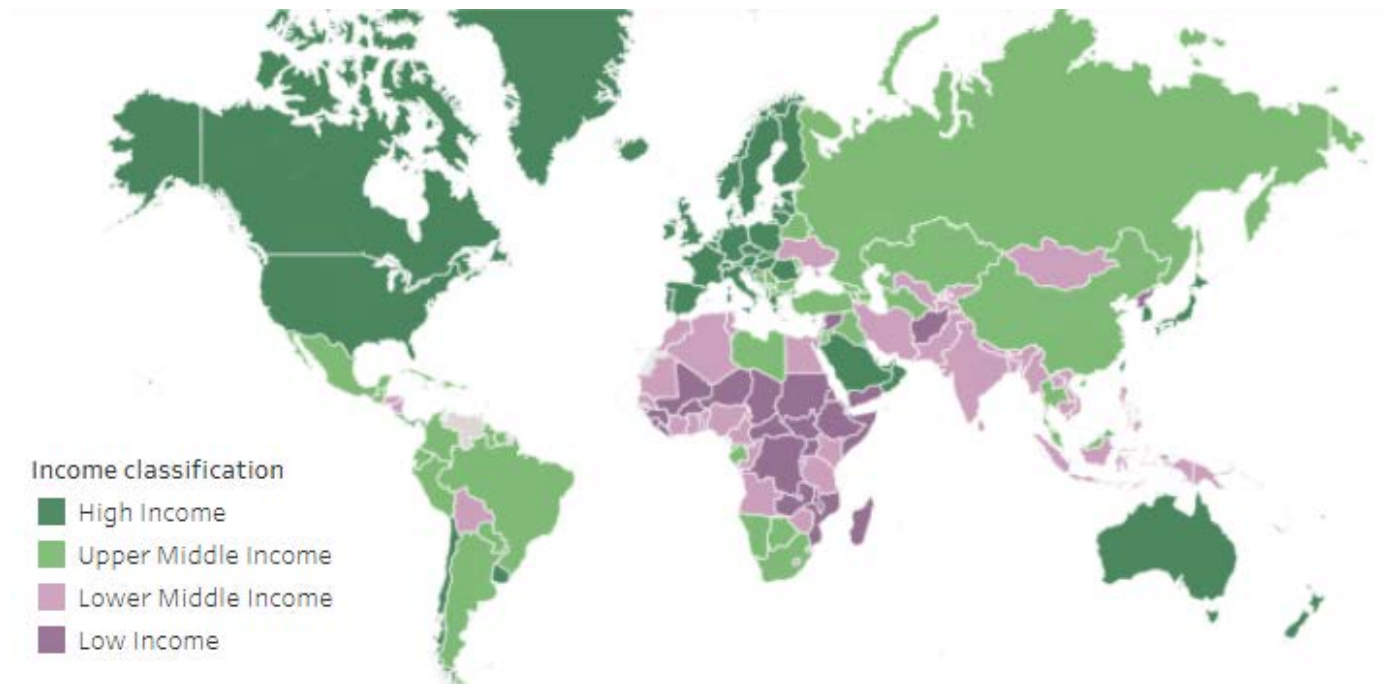 Income classification
High Income
Upper Middle Income
Lower Middle Income
Low Income